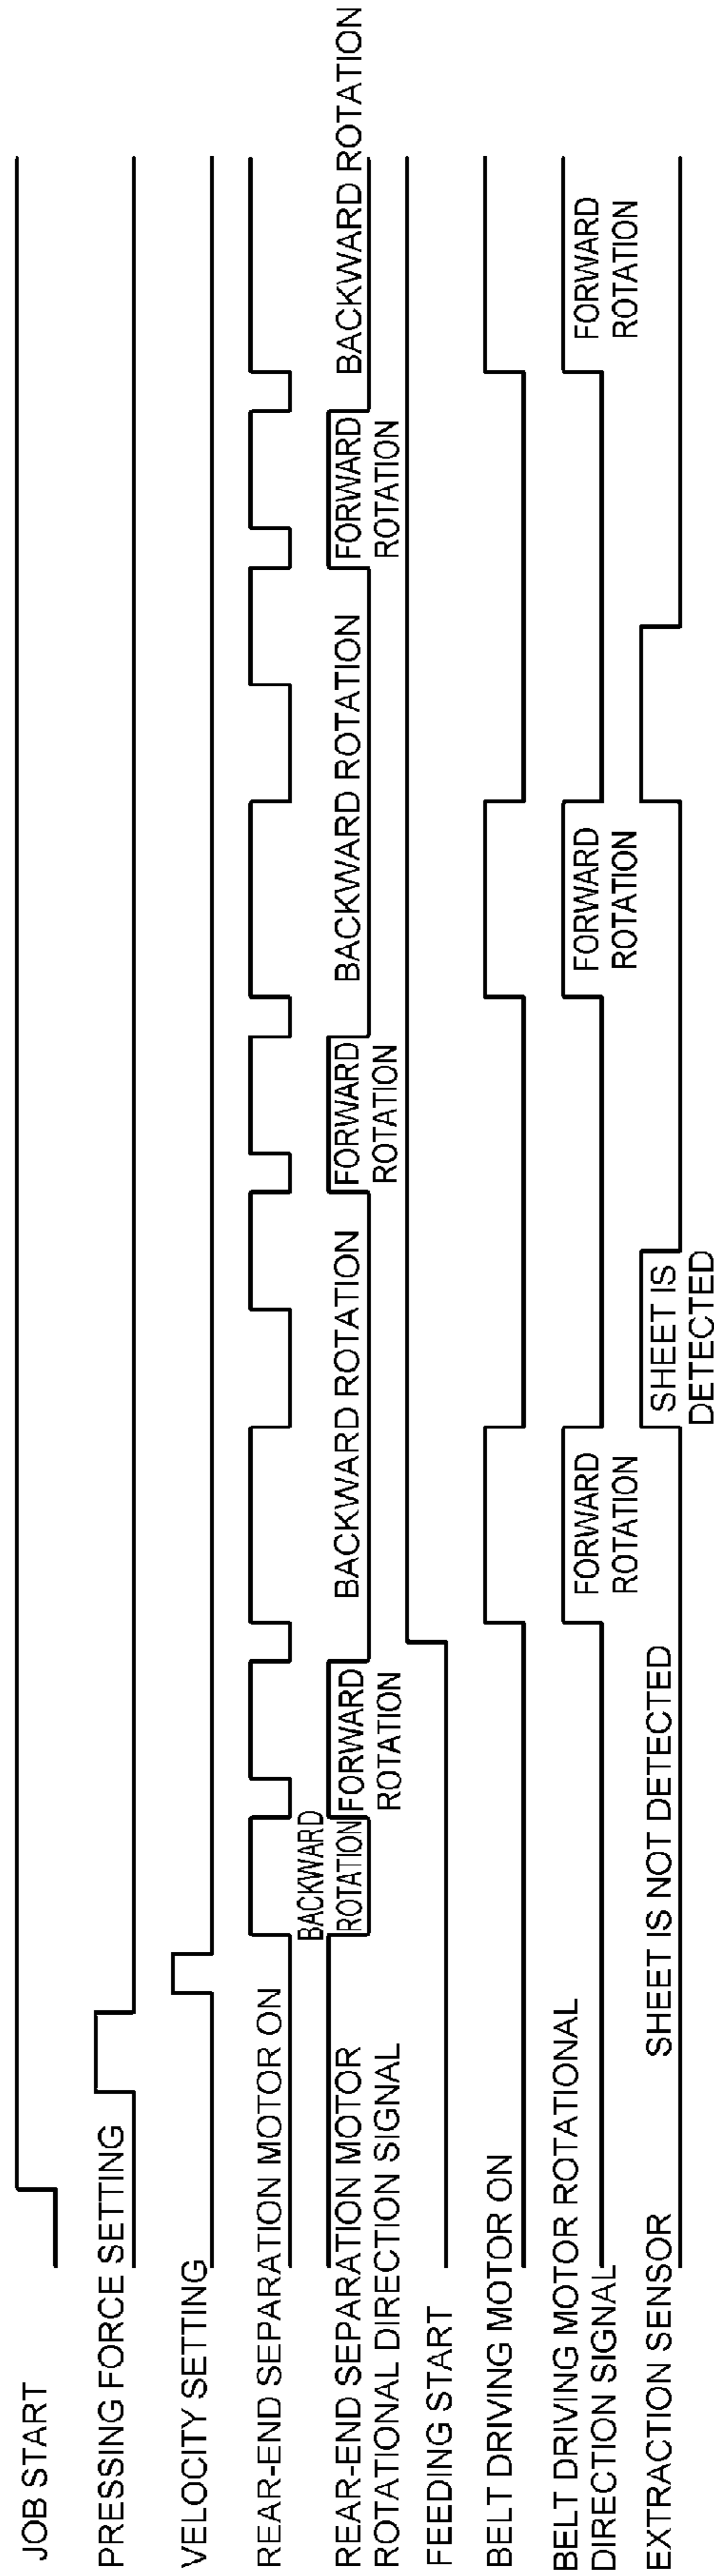 JOB START
PRESSING FORCE SETTING
VELOCITY SETTING
REAR-END SEPARATION MOTOR ON
REAR-END SEPARATION MOTOR
ROTATIONAL DIRECTION SIGNAL
BACKWARD
ROTATION
FORWARD
ROTATION
BACKWARD ROTATION
FORWARD
ROTATION
BACKWARD ROTATION
FORWARD
ROTATION
BACKWARD ROTATION
FEEDING START
BELT DRIVING MOTOR ON
BELT DRIVING MOTOR ROTATIONAL
DIRECTION SIGNAL
FORWARD
ROTATION
FORWARD
ROTATION
FORWARD
ROTATION
EXTRACTION SENSOR
SHEET IS NOT DETECTED
SHEET IS
DETECTED